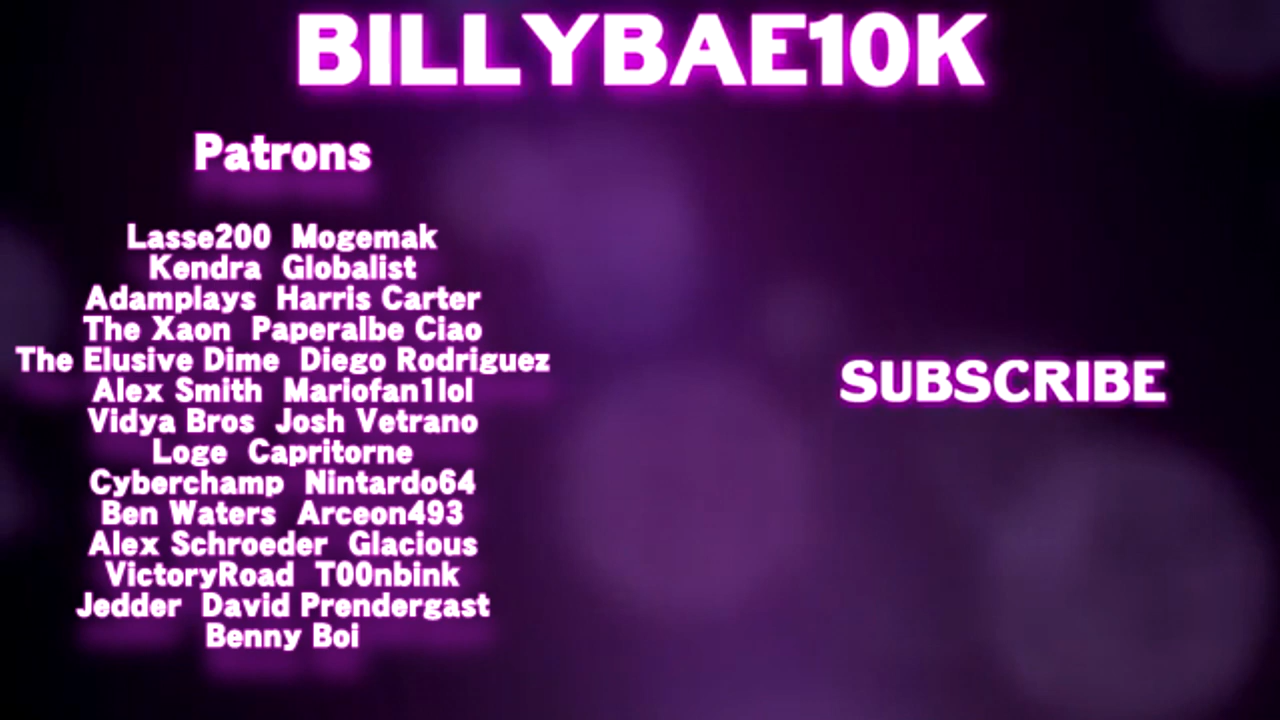 BILLYBAE10K
Patrons
Lasse200 Mogemak
Kendra Globalist
Adamplays Harris Carter
The Xaon Paperalbe Ciao
The Elusive Dime Diego Rodriguez
Alex Smith Mariofan1lol
Vidya Bros Josh Vetrano
Loge Capritorne
Cyberchamp Nintardo64
Ben Waters Arceon493
Alex Schroeder Glacious
VictoryRoad T00nbink
Jedder David Prendergast
Benny Boi
SUBSCRIBE